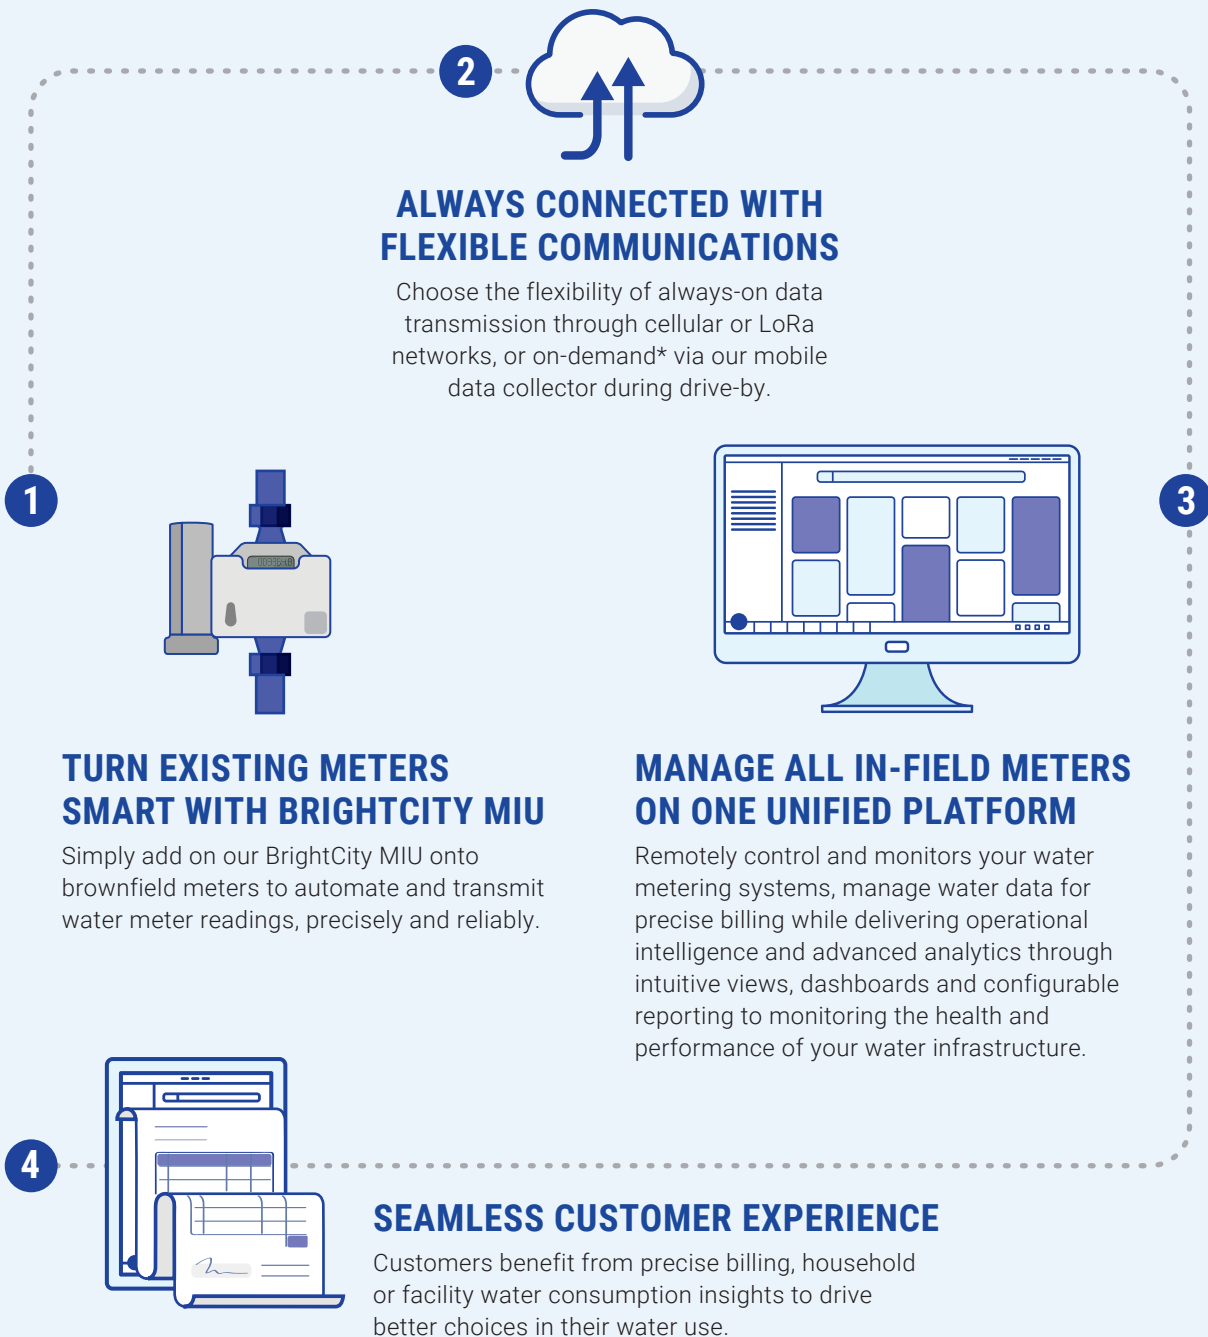 2
ALWAYS CONNECTED WITH
FLEXIBLE COMMUNICATIONS
Choose the flexibility of always-on data
transmission through cellular or LoRa
networks, or on-demand* via our mobile
data collector during drive-by.
1
TURN EXISTING METERS
SMART WITH BRIGHTCITY MIU
Simply add on our BrightCity MIU onto
brownfield meters to automate and transmit
water meter readings, precisely and reliably.
3
MANAGE ALL IN-FIELD METERS
ON ONE UNIFIED PLATFORM
Remotely control and monitors your water
metering systems, manage water data for
precise billing while delivering operational
intelligence and advanced analytics through
intuitive views, dashboards and configurable
reporting to monitoring the health and
performance of your water infrastructure.
4
SEAMLESS CUSTOMER EXPERIENCE
Customers benefit from precise billing, household
or facility water consumption insights to drive
better choices in their water use.